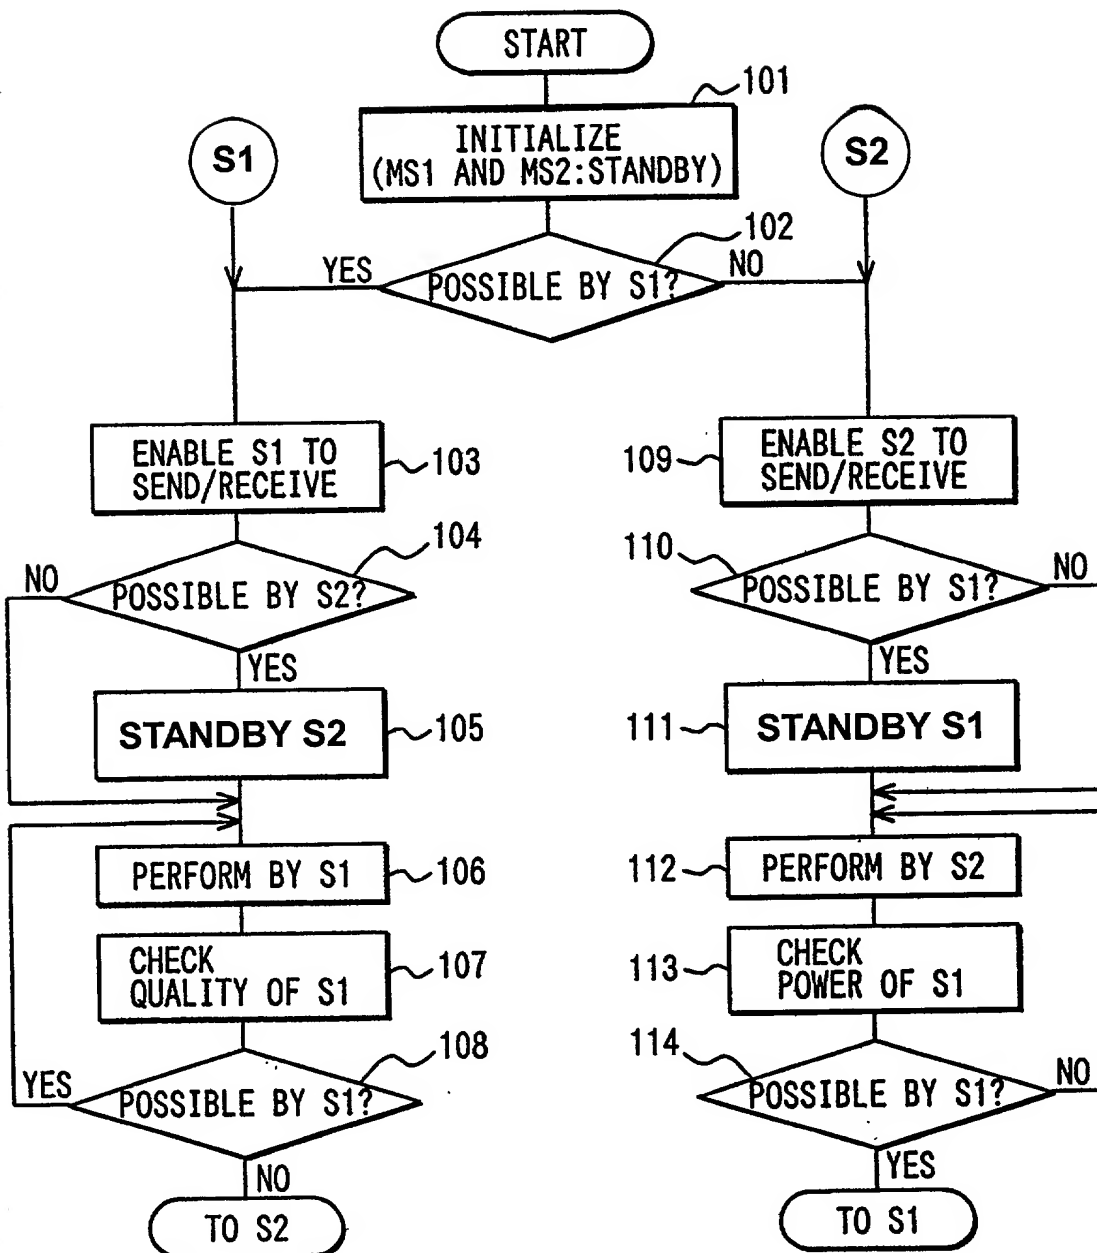 START
101
INITIALIZE
(MS1 AND MS2:STANDBY)
S1
S2
102
YES
POSSIBLE BY S1?
NO
ENABLE S1 TO
SEND/RECEIVE
103
109
ENABLE S2 TO
SEND/RECEIVE
104
NO
POSSIBLE BY S2?
YES
110
POSSIBLE BY S1?
NO
YES
STANDBY S2
105
111
STANDBY S1
PERFORM BY S1
106
112
PERFORM BY S2
CHECK
QUALITY OF S1
107
113
CHECK
POWER OF S1
108
YES
POSSIBLE BY S1?
NO
114
POSSIBLE BY S1?
NO
YES
TO S2
TO S1